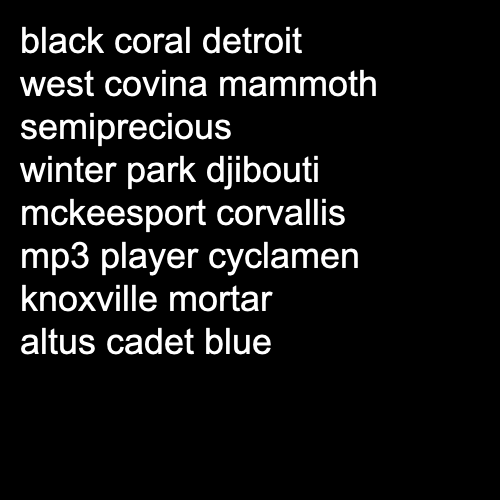 black coral detroit
west covina mammoth
semiprecious
winter park djibouti
mckeesport corvallis
mp3 player cyclamen
knoxville mortar
altus cadet blue